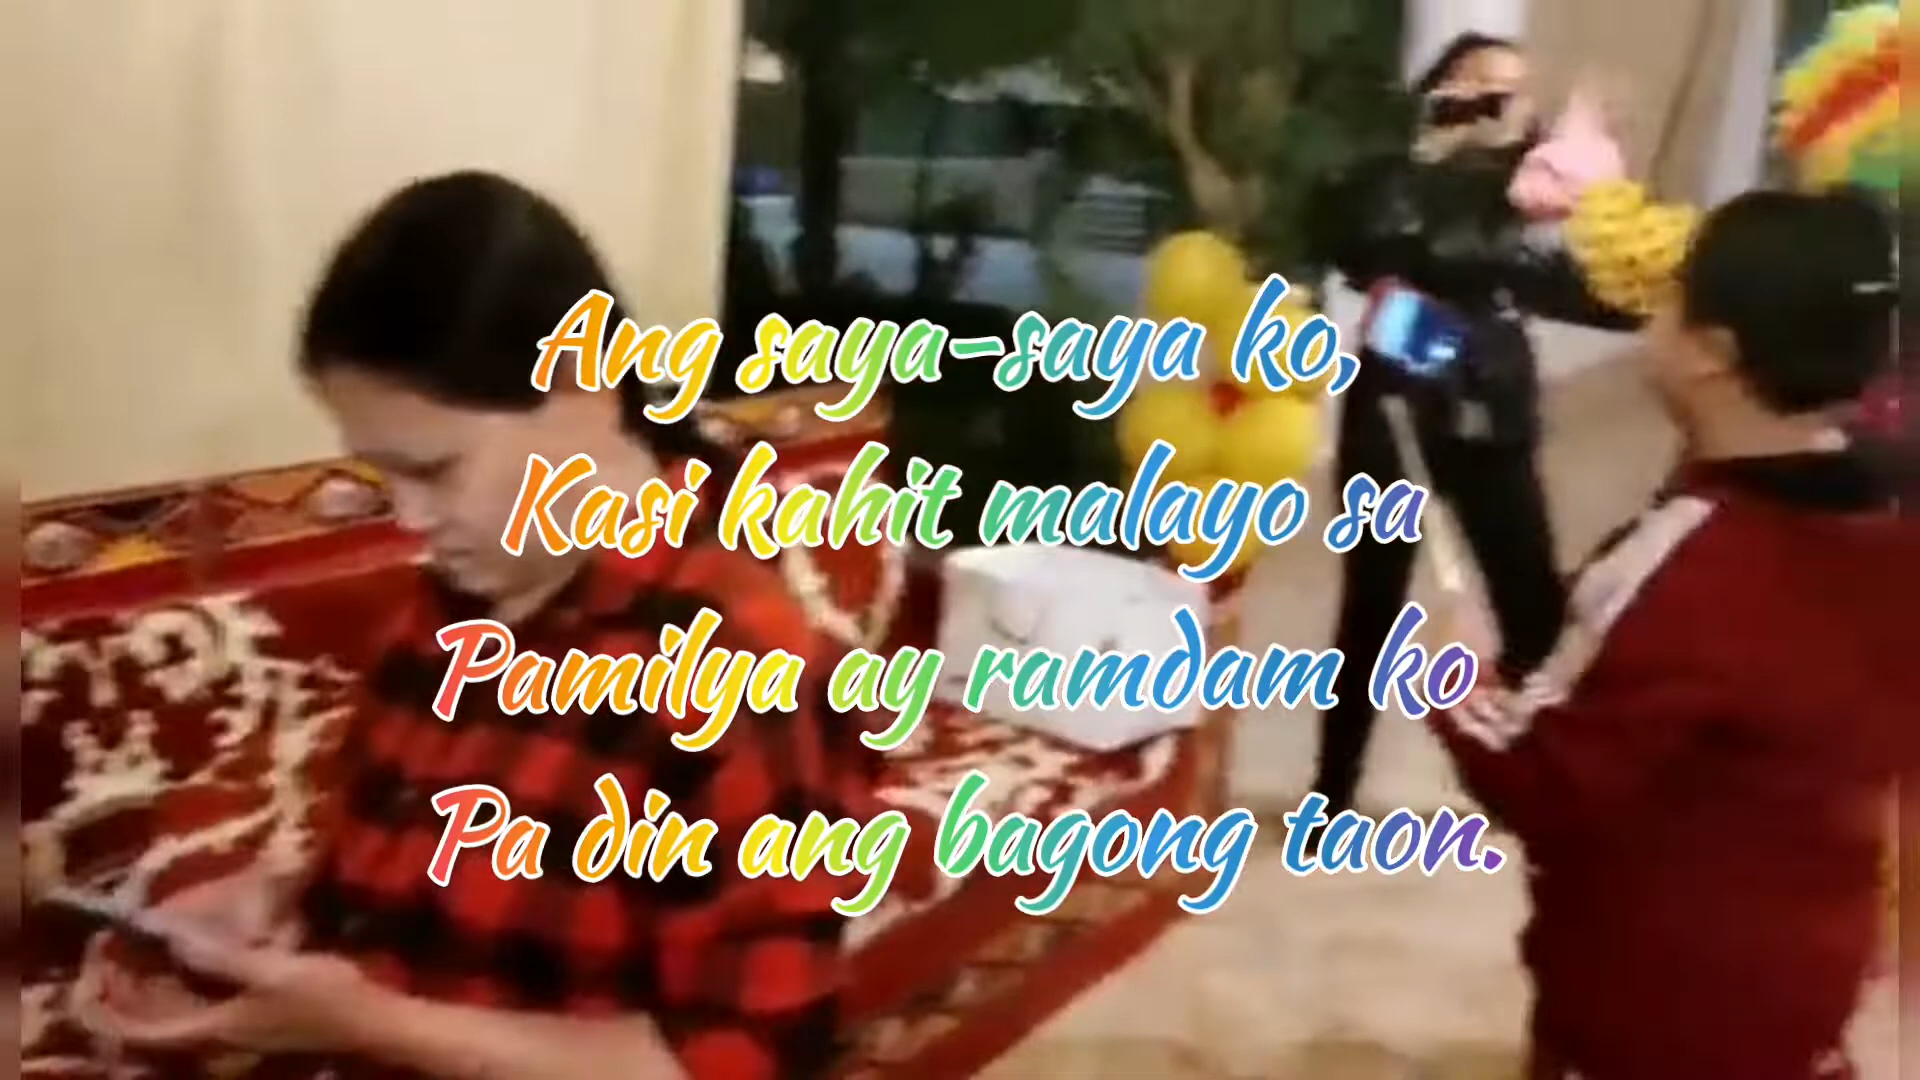 Ang saya-saya ko,
Kasi kahit malayo sa
Pamilya ay ramdam ko
Pa din ang bagong taon.